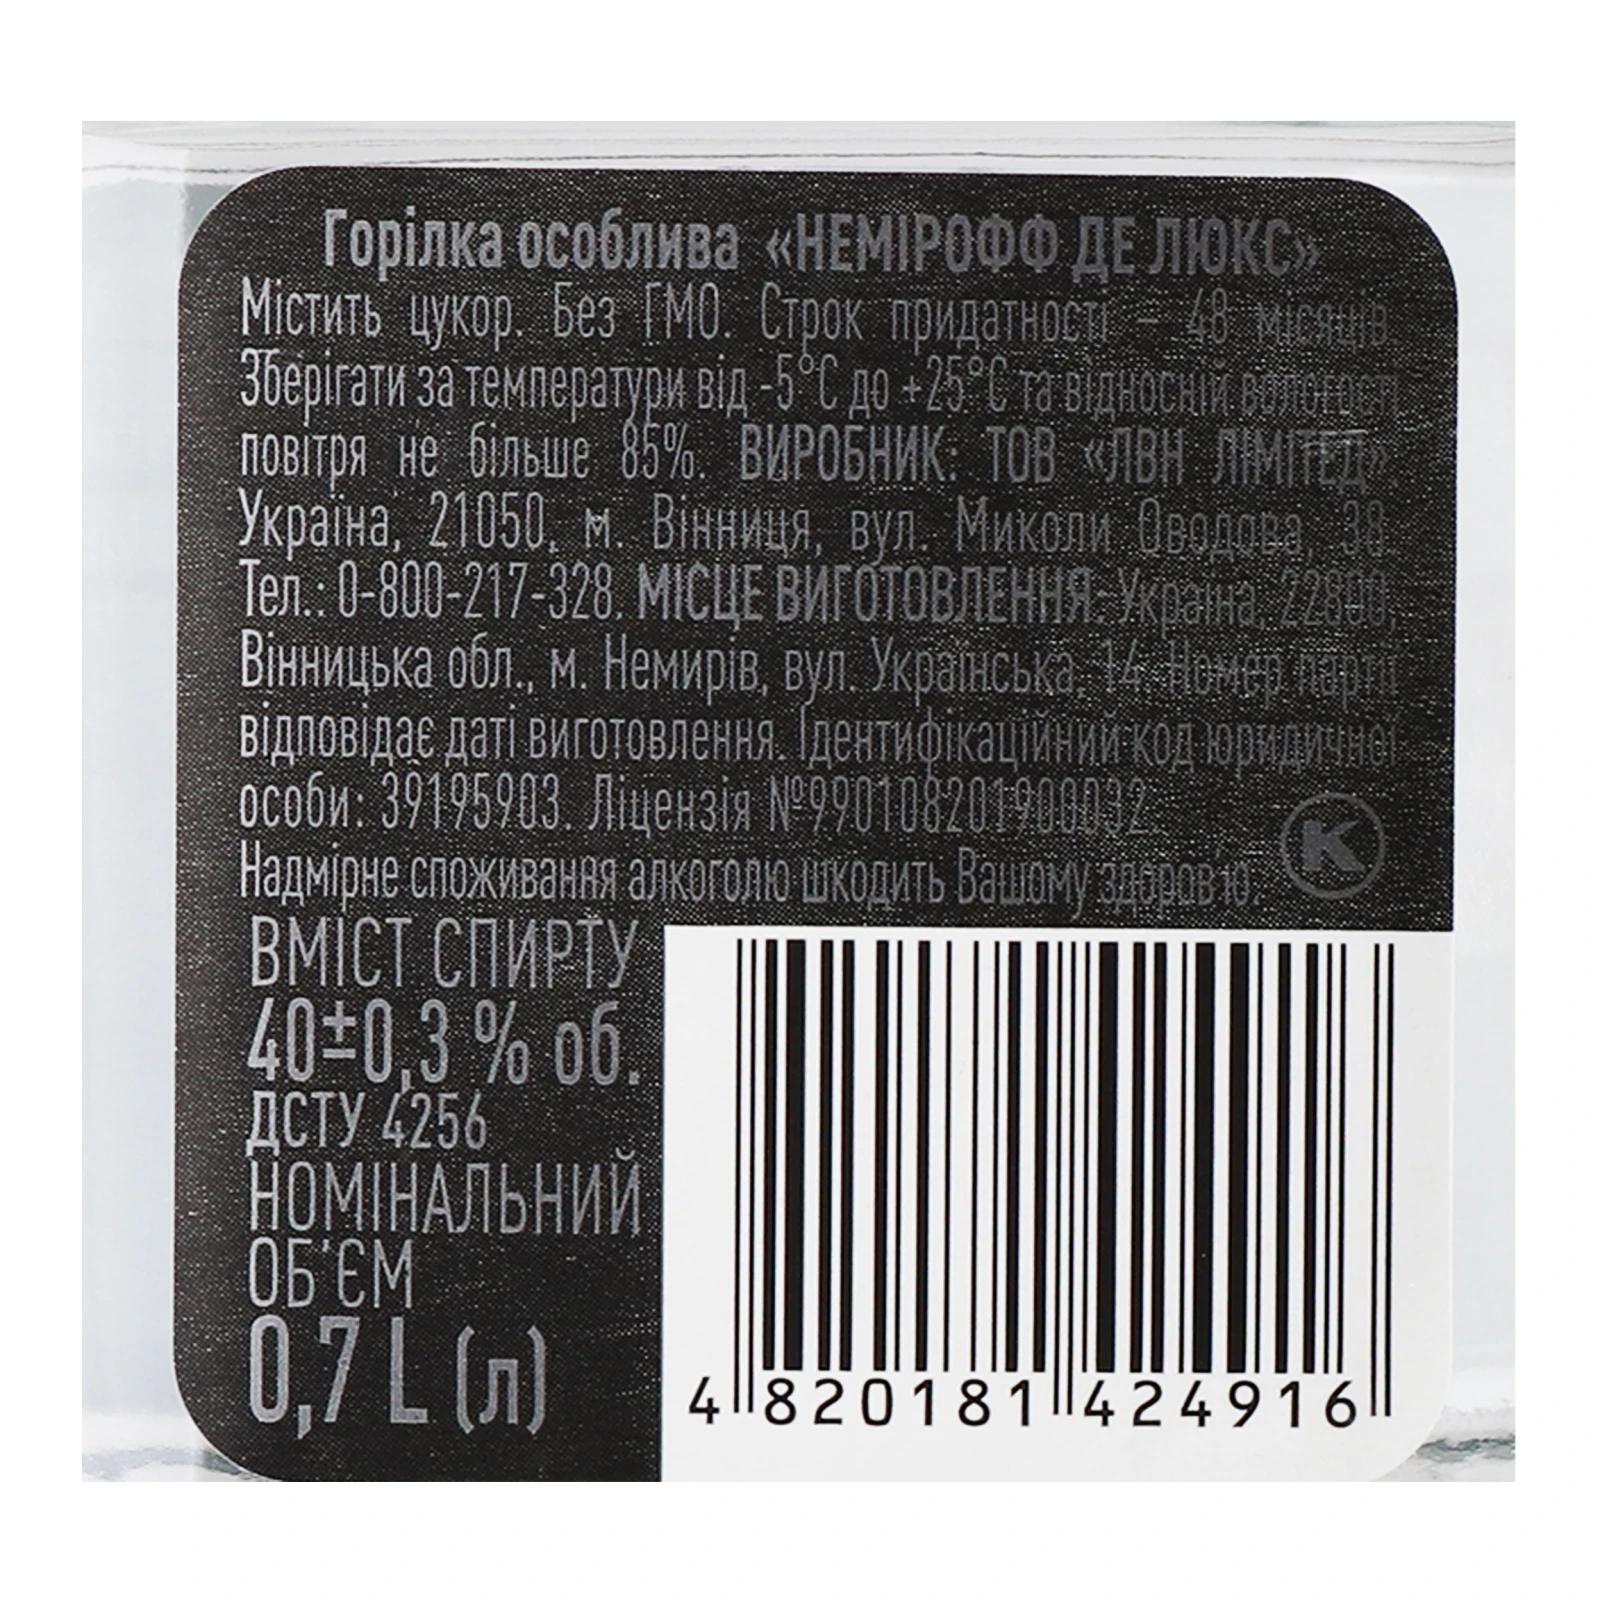 Горілка особлива «НЕМІРОФФ ДЕ ЛЮКС»
Містить цукор. Без ГМО. Строк придатності – 48 місяців.
Зберігати за температури від -5°С до +25°С та відносній вологості
повітря не більше 85%. ВИРОБНИК: ТОВ «ЛВН ЛІМІТЕД».
Україна, 21050, м. Вінниця, вул. Миколи Оводова, 38.
Тел.: 0-800-217-328. МІСЦЕ ВИГОТОВЛЕННЯ: Україна, 22800,
Вінницька обл., м. Немирів, вул. Українська, 14. Номер партії
відповідає даті виготовлення. Ідентифікаційний код юридичної
особи: 39195903. Ліцензія №990108201900032.
Надмірне споживання алкоголю шкодить Вашому здоров'ю.
K
ВМІСТ СПИРТУ
40±0,3 % об.
ДСТУ 4256
НОМІНАЛЬНИЙ
ОБ'ЄМ
0,7 L (л)
4 820181 424916